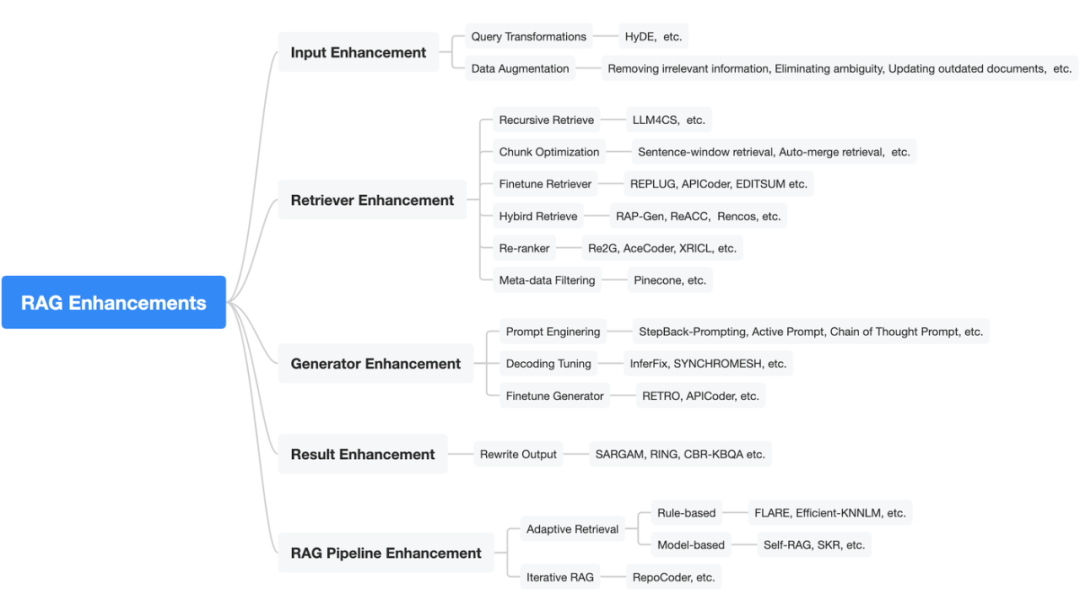 Input Enhancement
Query Transformations
HyDE, etc.
Data Augmentation
Removing irrelevant information, Eliminating ambiguity, Updating outdated documents, etc.
Retriever Enhancement
Recursive Retrieve
LLM4CS, etc.
Chunk Optimization
Sentence-window retrieval, Auto-merge retrieval, etc.
Finetune Retriever
REPLUG, APICoder, EDITSUM etc.
Hybird Retrieve
RAP-Gen, ReACC, Rencos, etc.
Re-ranker
Re2G, AceCoder, XRICL, etc.
Meta-data Filtering
Pinecone, etc.
RAG Enhancements
Generator Enhancement
Prompt Enginering
StepBack-Prompting, Active Prompt, Chain of Thought Prompt, etc.
Decoding Tuning
InferFix, SYNCHROMESH, etc.
Finetune Generator
RETRO, APICoder, etc.
Result Enhancement
Rewrite Output
SARGAM, RING, CBR-KBQA etc.
RAG Pipeline Enhancement
Adaptive Retrieval
Rule-based
FLARE, Efficient-KNNLM, etc.
Model-based
Self-RAG, SKR, etc.
Iterative RAG
RepoCoder, etc.